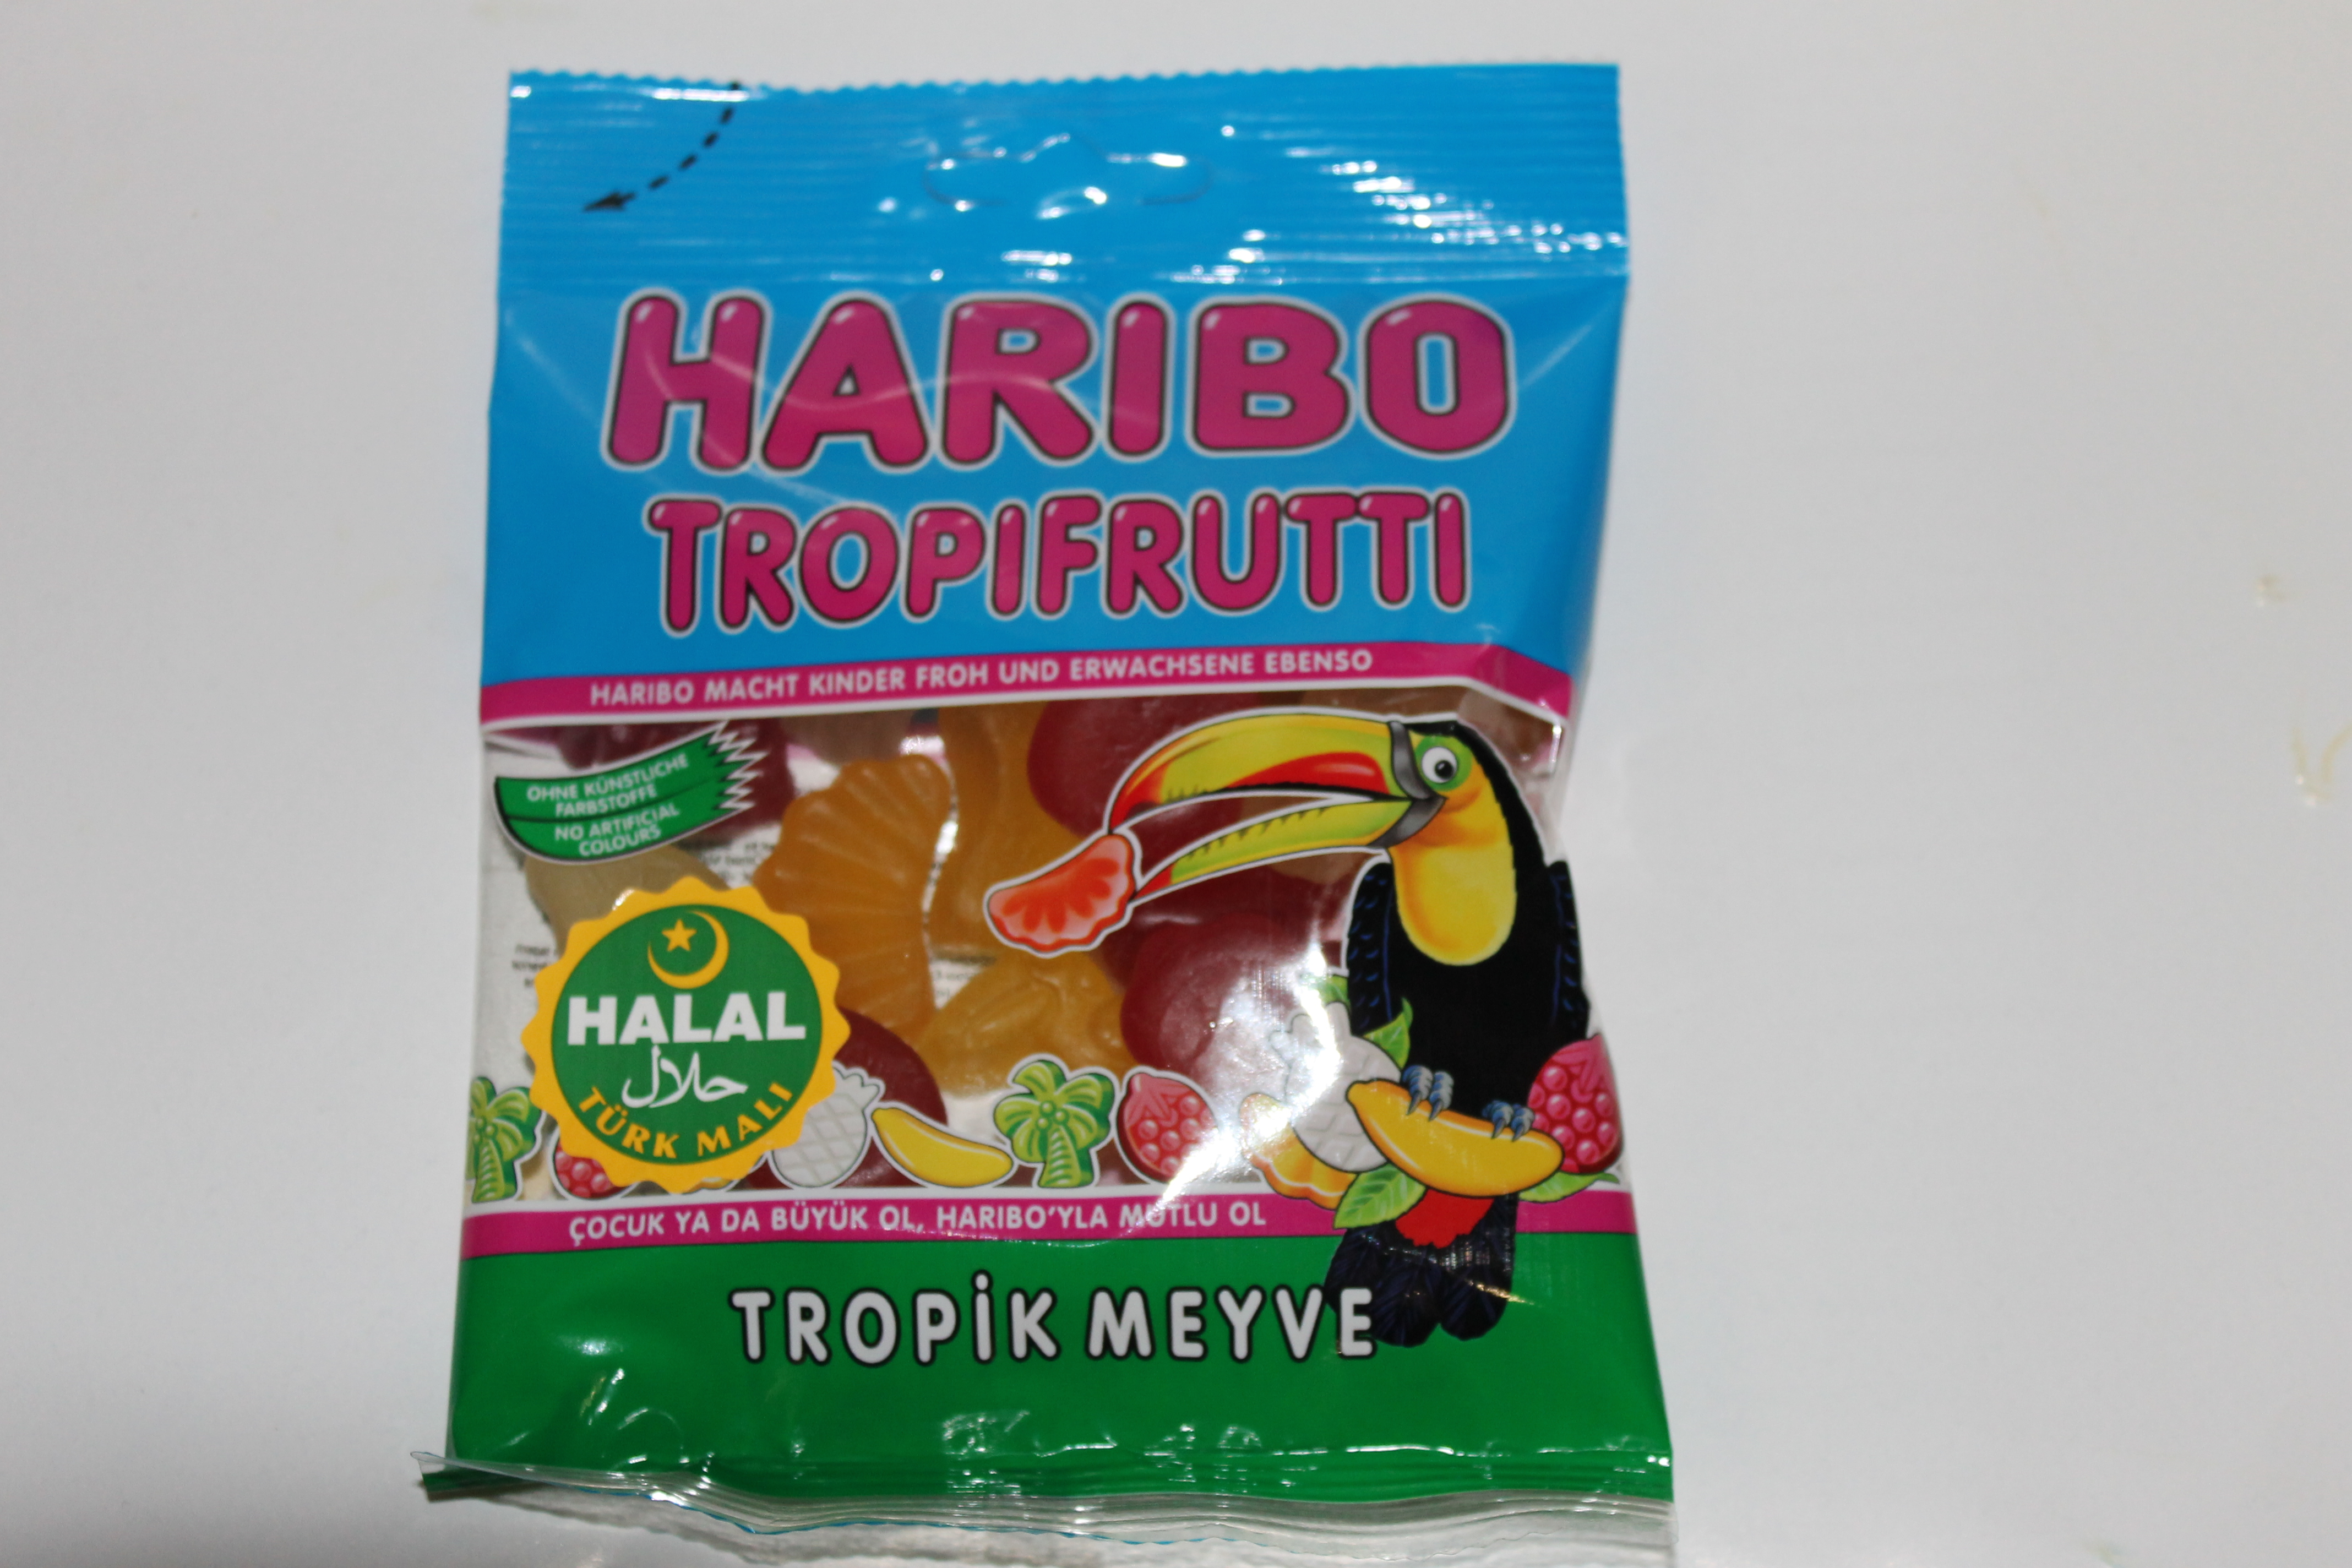 HARIBO
TROPIFRUTTI
HARIBO MACHT KINDER FROH UND ERWACHSENE EBENSO
OHNE KÜNSTLICHE
FARBSTOFFE
NO ARTIFICIAL
COLOURS
HALAL
حلال
TÜRK MALI
ÇOCUK YA DA BÜYÜK OL, HARIBO'YLA MUTLU OL
TROPİK MEYVE